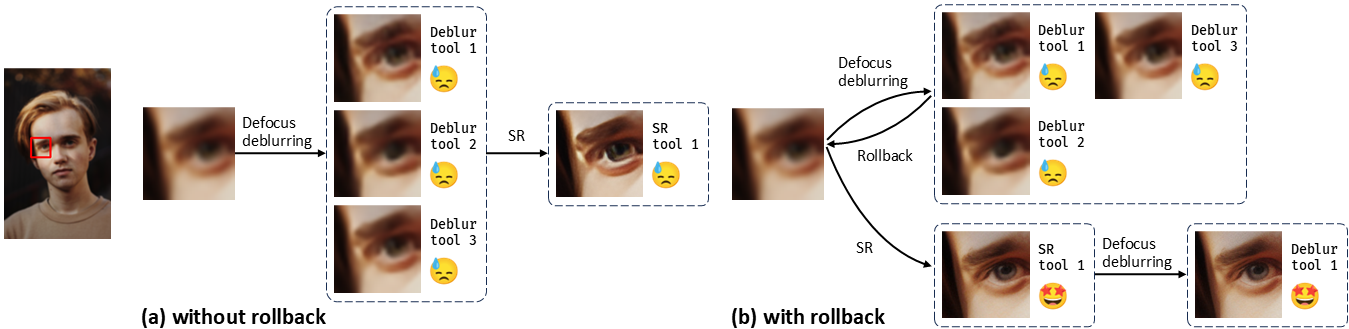 Defocus
deblurring
Deblur
tool 1
Deblur
tool 2
Deblur
tool 3
SR
SR
tool 1
(a) without rollback
Defocus
deblurring
Rollback
Deblur
tool 1
Deblur
tool 3
Deblur
tool 2
SR
SR
tool 1
Defocus
deblurring
Deblur
tool 1
(b) with rollback